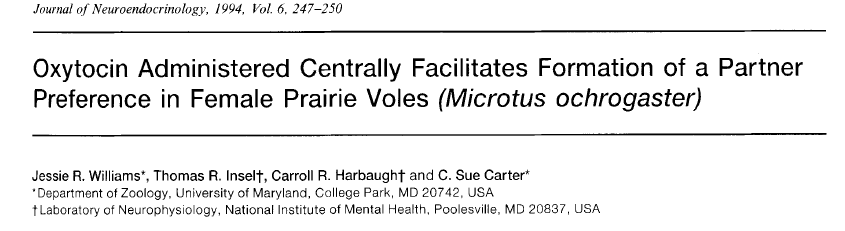 Journal of Neuroendocrinology, 1994, Vol. 6, 247–250
Oxytocin Administered Centrally Facilitates Formation of a Partner
Preference in Female Prairie Voles (Microtus ochrogaster)
Jessie R. Williams*, Thomas R. Insel†, Carroll R. Harbaugh† and C. Sue Carter*
*Department of Zoology, University of Maryland, College Park, MD 20742, USA
†Laboratory of Neurophysiology, National Institute of Mental Health, Poolesville, MD 20837, USA